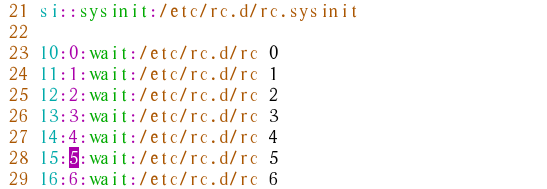 21 si::sysinit:/etc/rc.d/rc.sysinit
22
23 l0:0:wait:/etc/rc.d/rc 0
24 l1:1:wait:/etc/rc.d/rc 1
25 l2:2:wait:/etc/rc.d/rc 2
26 l3:3:wait:/etc/rc.d/rc 3
27 l4:4:wait:/etc/rc.d/rc 4
28 l5:5:wait:/etc/rc.d/rc 5
29 l6:6:wait:/etc/rc.d/rc 6